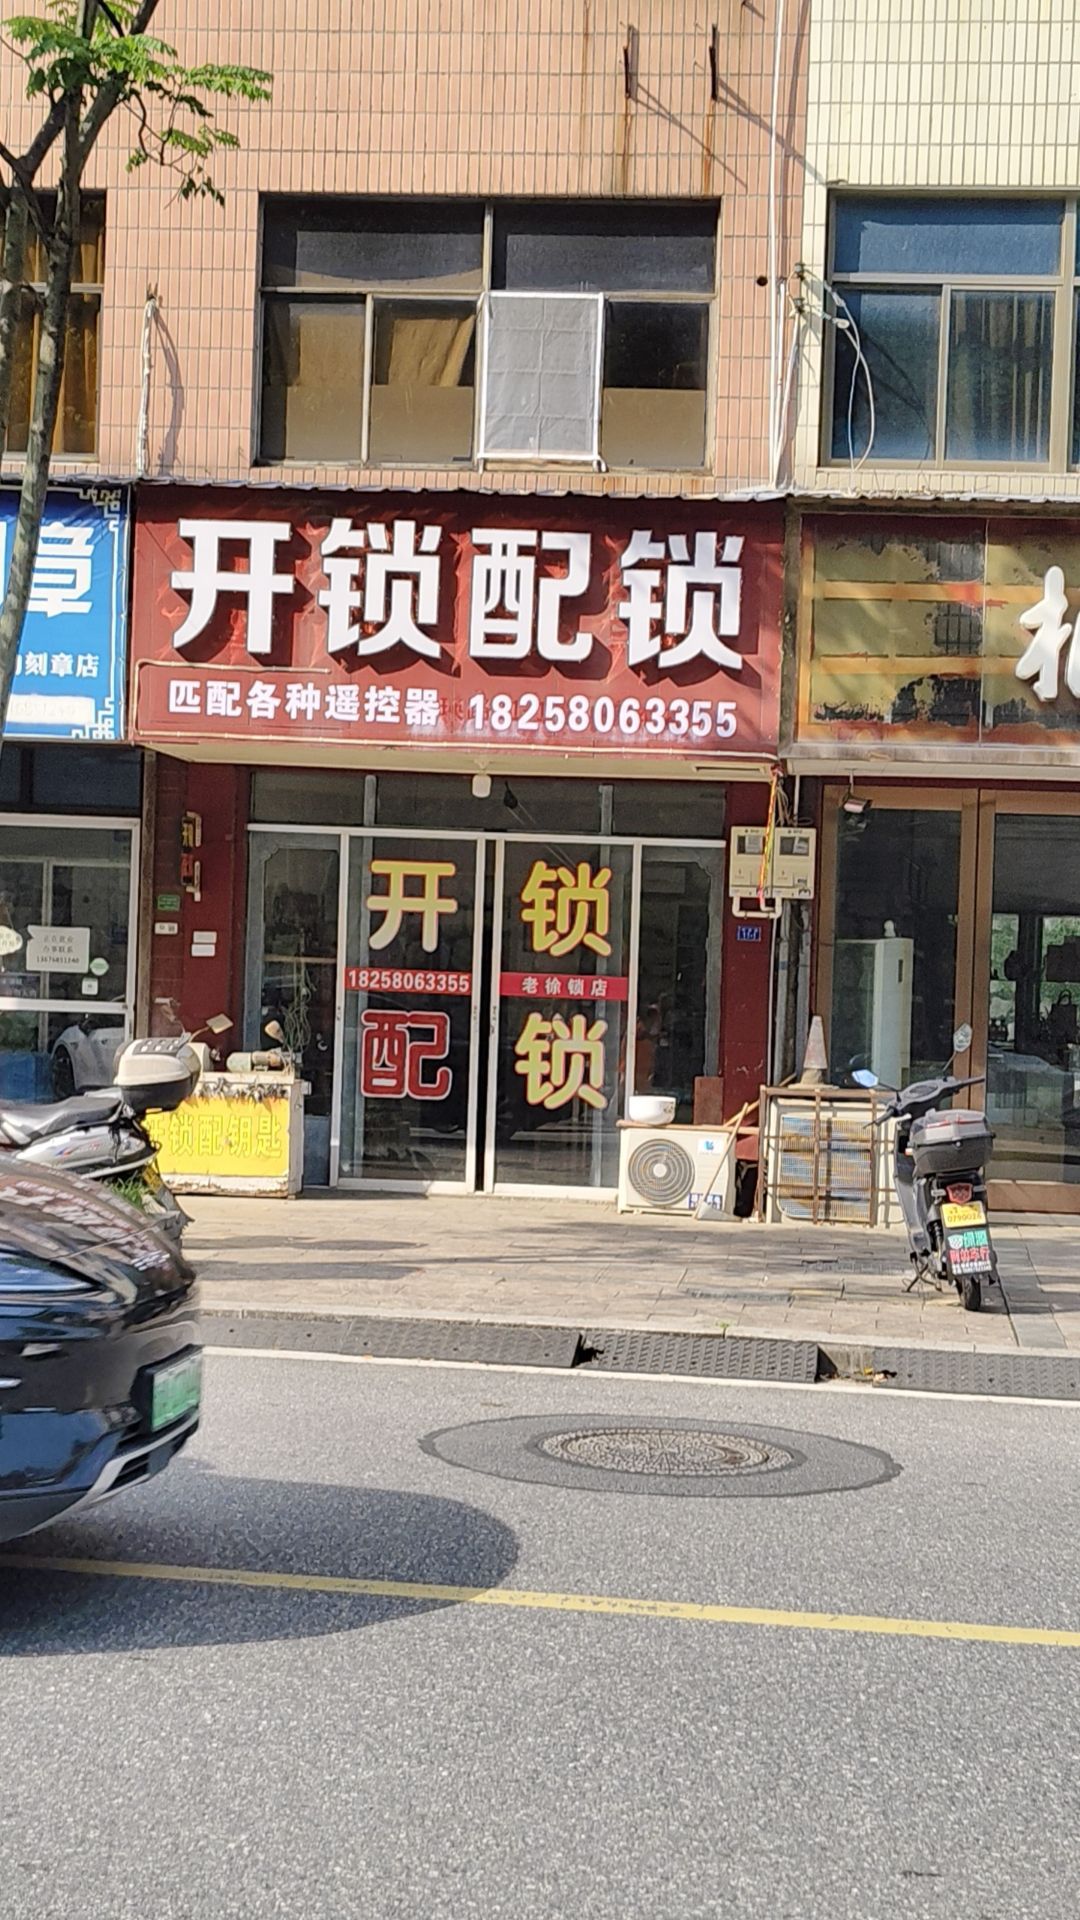 章
刻章店
开锁配锁
匹配各种遥控器 18258063355
开 锁
18258063355 老徐锁店
配 锁
锁配钥匙